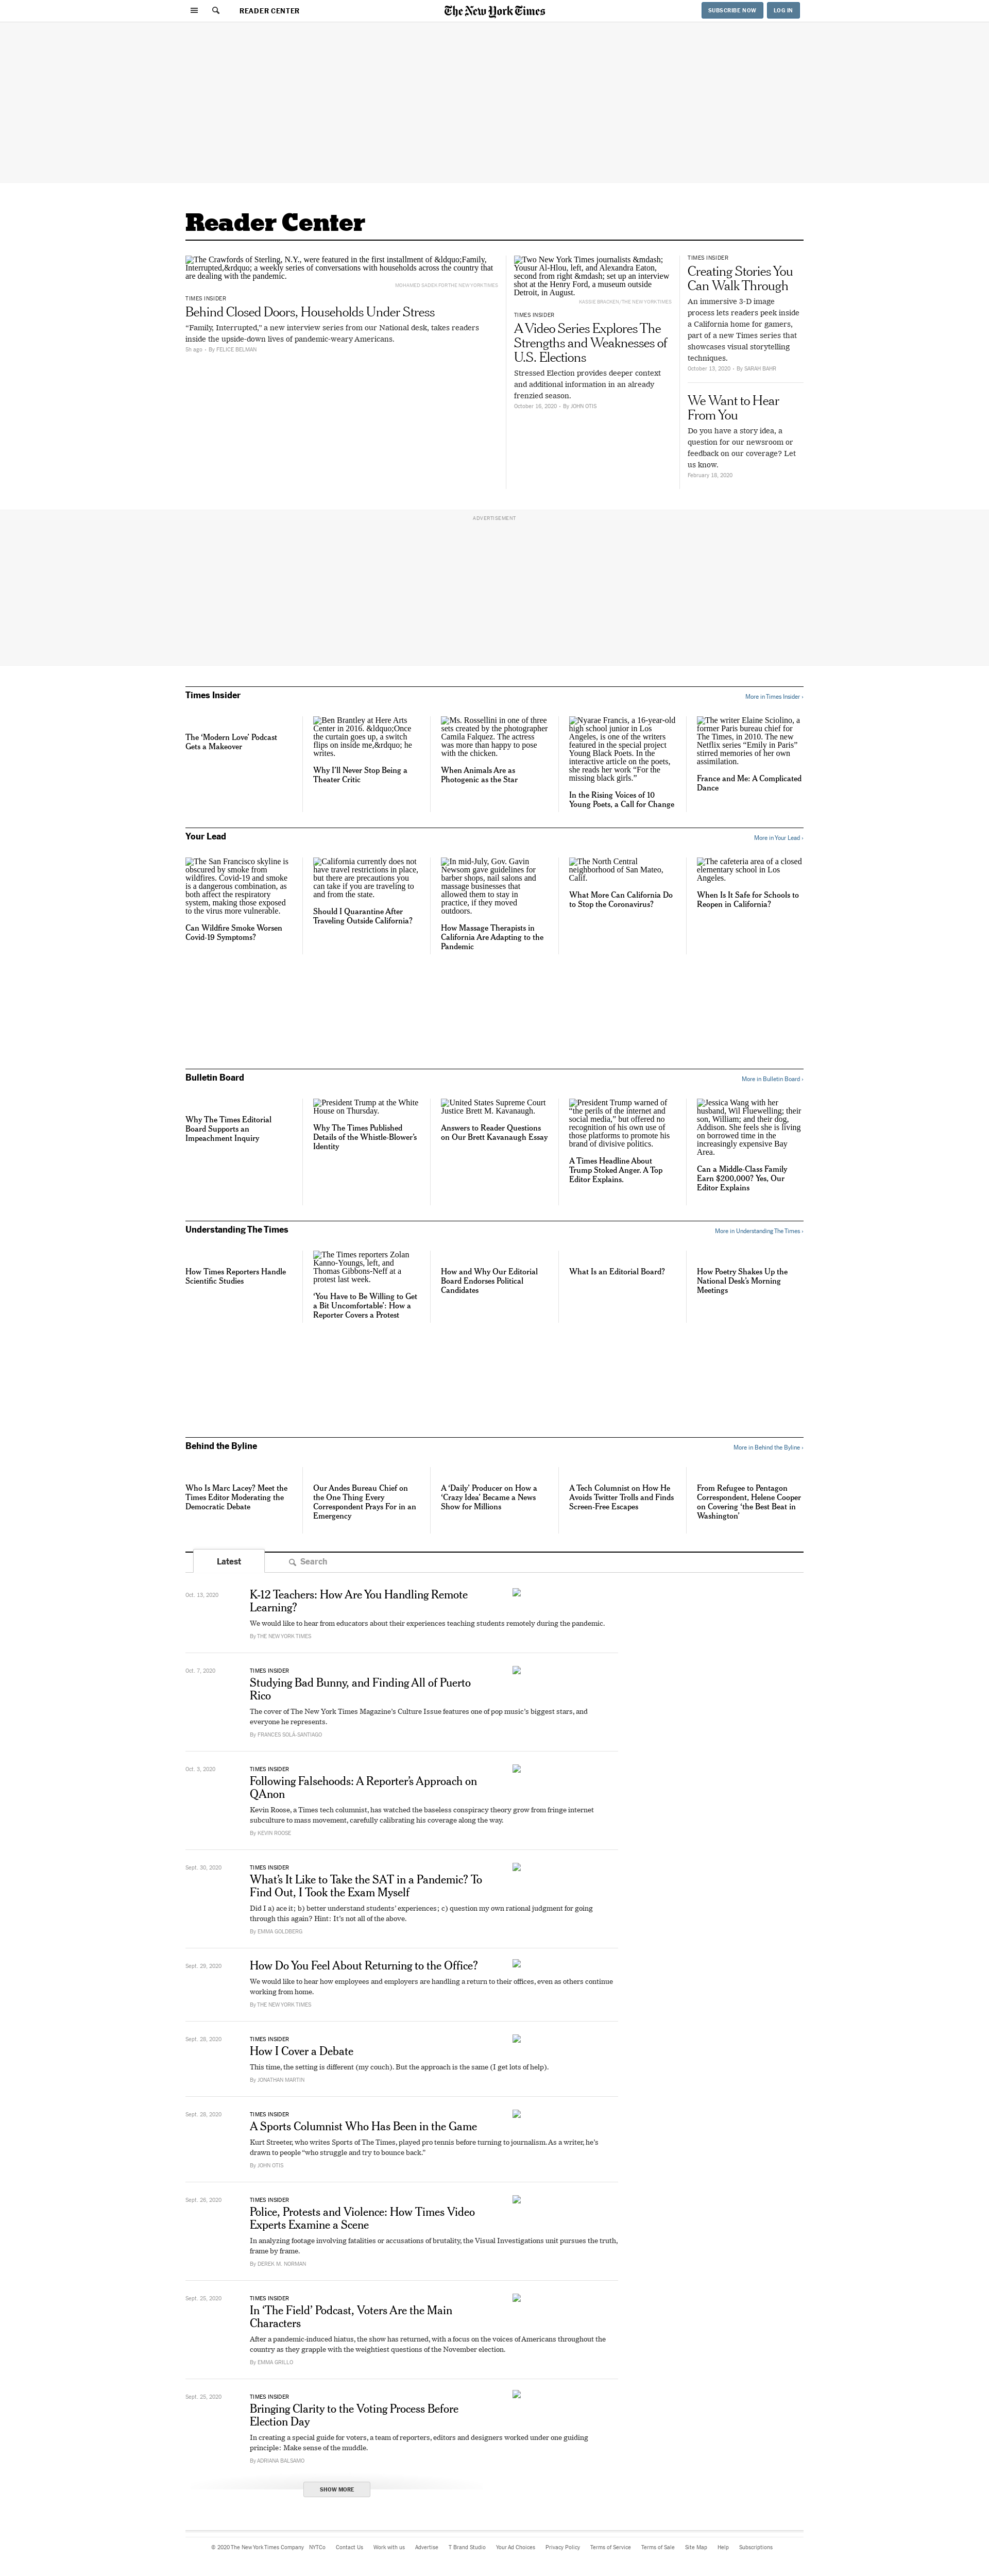 READER CENTER
The New York Times
SUBSCRIBE NOW
LOG IN
Reader Center
The Crawfords of Sterling, N.Y., were featured in the first installment of &ldquo;Family,
Interrupted,&rdquo; a weekly series of conversations with households across the country that
are dealing with the pandemic.
MOHAMED SADEK FOR THE NEW YORK TIMES
TIMES INSIDER
Behind Closed Doors, Households Under Stress
“Family, Interrupted,” a new interview series from our National desk, takes readers
inside the upside-down lives of pandemic-weary Americans.
5h ago - By FELICE BELMAN
Two New York Times journalists &mdash;
Yousur Al-Hlou, left, and Alexandra Eaton,
second from right &mdash; set up an interview
shot at the Henry Ford, a museum outside
Detroit, in August.
NASSIE BRACKEN/THE NEW YORK TIMES
TIMES INSIDER
A Video Series Explores The
Strengths and Weaknesses of
U.S. Elections
Stressed Election provides deeper context
and additional information in an already
frenzied season.
October 16, 2020 - By JOHN OTIS
TIMES INSIDER
Creating Stories You
Can Walk Through
An immersive 3-D image
process lets readers peek inside
a California home for gamers,
part of a new Times series that
showcases visual storytelling
techniques.
October 13, 2020 - By SARAH BAHR
We Want to Hear
From You
Do you have a story idea, a
question for our newsroom or
feedback on our coverage? Let
us know.
February 19, 2020
ADVERTISEMENT
Times Insider
More in Times Insider ›
The ‘Modern Love’ Podcast
Gets a Makeover
Ben Brantley at Here Arts
Center in 2016. &ldquo;Once
the curtain goes up, a switch
flips on inside me,&rdquo; he
writes.
Why I’ll Never Stop Being a
Theater Critic
Ms. Rossellini in one of three
sets created by the photographer
Camila Falquez. The actress
was more than happy to pose
with the chicken.
When Animals Are as
Photogenic as the Star
Nyarae Francis, a 16-year-old
high school junior in Los
Angeles, is one of the writers
featured in the special project
Young Black Poets. In the
interactive article on the poets,
she reads her work “For the
missing black girls.”
In the Rising Voices of 10
Young Poets, a Call for Change
The writer Elaine Sciolino, a
former Paris bureau chief for
The Times, in 2010. The new
Netflix series “Emily in Paris”
stirred memories of her own
assimilation.
France and Me: A Complicated
Dance
Your Lead
More in Your Lead ›
The San Francisco skyline is
obscured by smoke from
wildfires. Covid-19 and smoke
is a dangerous combination, as
both affect the respiratory
system, making those exposed
to the virus more vulnerable.
Can Wildfire Smoke Worsen
Covid-19 Symptoms?
California currently does not
have travel restrictions in place,
but there are precautions you
can take if you are traveling to
and from the state.
Should I Quarantine After
Traveling Outside California?
In mid-July, Gov. Gavin
Newsom gave guidelines for
barber shops, nail salons and
massage businesses that
allowed them to stay in
practice, if they moved
outdoors.
How Massage Therapists in
California Are Adapting to the
Pandemic
The North Central
neighborhood of San Mateo,
Calif.
What More Can California Do
to Stop the Coronavirus?
The cafeteria area of a closed
elementary school in Los
Angeles.
When Is It Safe for Schools to
Reopen in California?
Bulletin Board
More in Bulletin Board ›
Why The Times Editorial
Board Supports an
Impeachment Inquiry
President Trump at the White
House on Thursday.
Why The Times Published
Details of the Whistle-Blower’s
Identity
United States Supreme Court
Justice Brett M. Kavanaugh.
Answers to Reader Questions
on Our Brett Kavanaugh Essay
President Trump warned of
“the perils of the internet and
social media,” but offered no
recognition of his own use of
those platforms to promote his
brand of divisive politics.
A Times Headline About
Trump Stoked Anger. A Top
Editor Explains.
Jessica Wang with her
husband, Wil Fluewelling; their
son, William; and their dog,
Addison. She feels she is living
on borrowed time in the
increasingly expensive Bay
Area.
Can a Middle-Class Family
Earn $200,000? Yes, Our
Editor Explains
Understanding The Times
More in Understanding The Times ›
How Times Reporters Handle
Scientific Studies
The Times reporters Zolan
Kanno-Youngs, left, and
Thomas Gibbons-Neff at a
protest last week.
‘You Have to Be Willing to Get
a Bit Uncomfortable’: How a
Reporter Covers a Protest
How and Why Our Editorial
Board Endorses Political
Candidates
What Is an Editorial Board?
How Poetry Shakes Up the
National Desk’s Morning
Meetings
Behind the Byline
More in Behind the Byline ›
Who Is Marc Lacey? Meet the
Times Editor Moderating the
Democratic Debate
Our Andes Bureau Chief on
the One Thing Every
Correspondent Prays For in an
Emergency
A ‘Daily’ Producer on How a
‘Crazy Idea’ Became a News
Show for Millions
A Tech Columnist on How He
Avoids Twitter Trolls and Finds
Screen-Free Escapes
From Refugee to Pentagon
Correspondent, Helene Cooper
on Covering ‘the Best Beat in
Washington’
Latest
Search
Oct. 13, 2020
K-12 Teachers: How Are You Handling Remote
Learning?
We would like to hear from educators about their experiences teaching students remotely during the pandemic.
By THE NEW YORK TIMES
Oct. 7, 2020
TIMES INSIDER
Studying Bad Bunny, and Finding All of Puerto
Rico
The cover of The New York Times Magazine’s Culture Issue features one of pop music’s biggest stars, and
everyone he represents.
By FRANCES SOLÁ-SANTIAGO
Oct. 3, 2020
TIMES INSIDER
Following Falsehoods: A Reporter’s Approach on
QAnon
Kevin Roose, a Times tech columnist, has watched the baseless conspiracy theory grow from fringe internet
subculture to mass movement, carefully calibrating his coverage along the way.
By KEVIN ROOSE
Sept. 30, 2020
TIMES INSIDER
What’s It Like to Take the SAT in a Pandemic? To
Find Out, I Took the Exam Myself
Did I a) ace it; b) better understand students’ experiences; c) question my own rational judgment for going
through this again? Hint: It’s not all of the above.
By EMMA GOLDBERG
Sept. 29, 2020
How Do You Feel About Returning to the Office?
We would like to hear how employees and employers are handling a return to their offices, even as others continue
working from home.
By THE NEW YORK TIMES
Sept. 28, 2020
TIMES INSIDER
How I Cover a Debate
This time, the setting is different (my couch). But the approach is the same (I get lots of help).
By JONATHAN MARTIN
Sept. 28, 2020
TIMES INSIDER
A Sports Columnist Who Has Been in the Game
Kurt Streeter, who writes Sports of The Times, played pro tennis before turning to journalism. As a writer, he’s
drawn to people “who struggle and try to bounce back.”
By JOHN OTIS
Sept. 26, 2020
TIMES INSIDER
Police, Protests and Violence: How Times Video
Experts Examine a Scene
In analyzing footage involving fatalities or accusations of brutality, the Visual Investigations unit pursues the truth,
frame by frame.
By DEREK M. NORMAN
Sept. 25, 2020
TIMES INSIDER
In ‘The Field’ Podcast, Voters Are the Main
Characters
After a pandemic-induced hiatus, the show has returned, with a focus on the voices of Americans throughout the
country as they grapple with the weightiest questions of the November election.
By EMMA GRILLO
Sept. 25, 2020
TIMES INSIDER
Bringing Clarity to the Voting Process Before
Election Day
In creating a special guide for voters, a team of reporters, editors and designers worked under one guiding
principle: Make sense of the muddle.
By ADRIANA BALSAMO
SHOW MORE
© 2020 The New York Times Company NYTCo Contact Us Work with us Advertise T Brand Studio Your Ad Choices Privacy Policy Terms of Service Terms of Sale Site Map Help Subscriptions